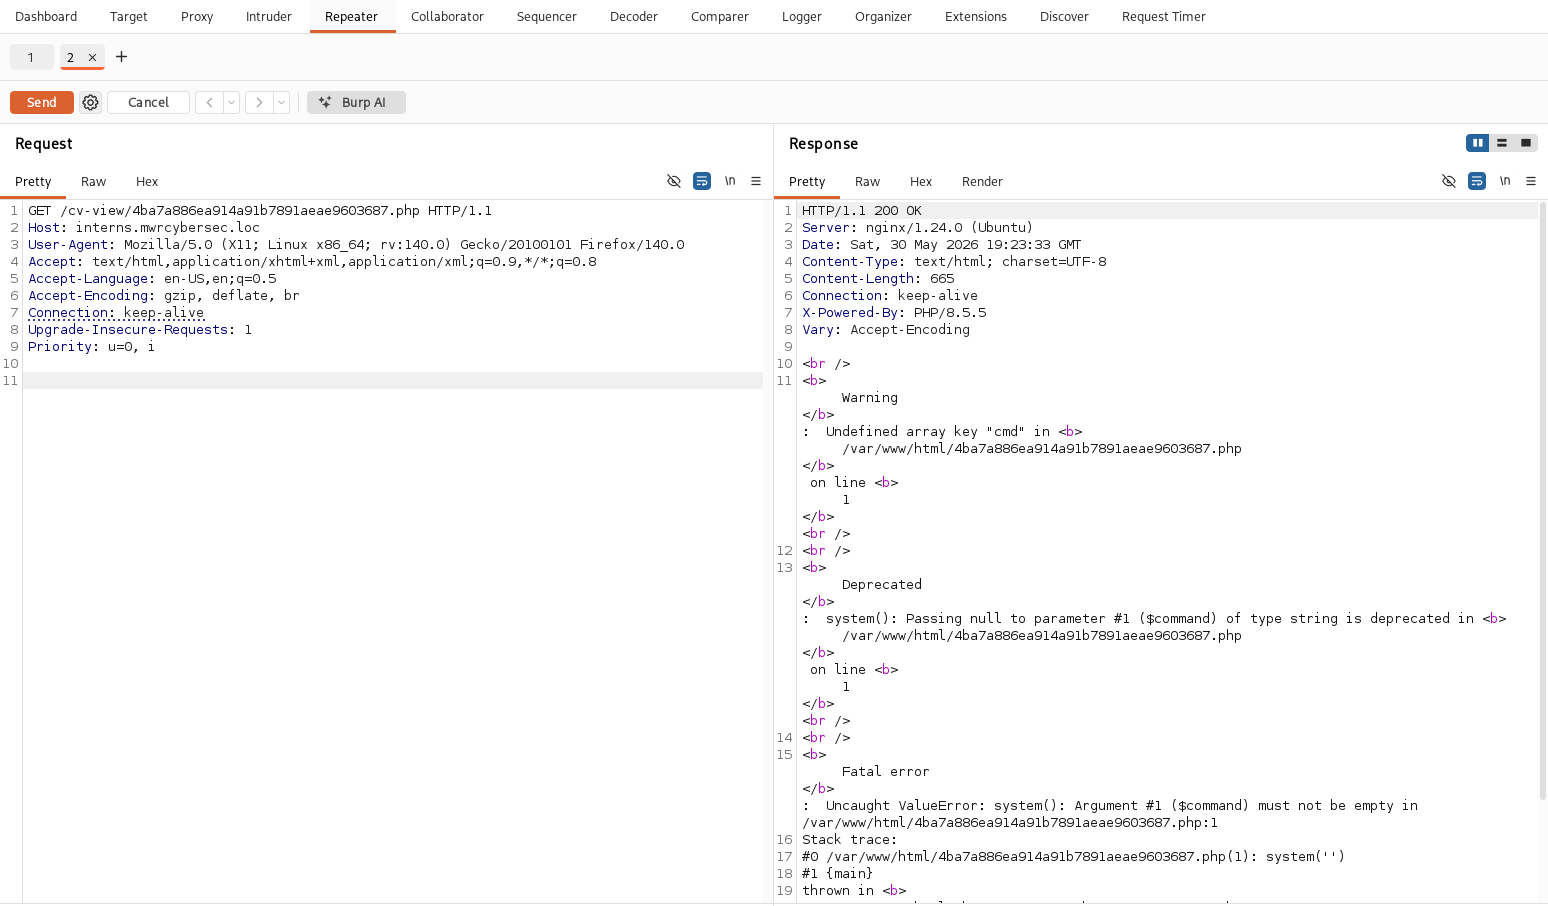 Dashboard Target Proxy Intruder Repeater Collaborator Sequencer Decoder Comparer Logger Organizer Extensions Discover Request Timer
1 2 × +
Send Cancel < > Burp AI
Request
Pretty Raw Hex \n
1 GET /cv-view/4ba7a886ea914a91b7891aeae9603687.php HTTP/1.1
2 Host: interns.mwrcybersec.loc
3 User-Agent: Mozilla/5.0 (X11; Linux x86_64; rv:140.0) Gecko/20100101 Firefox/140.0
4 Accept: text/html,application/xhtml+xml,application/xml;q=0.9,*/*;q=0.8
5 Accept-Language: en-US,en;q=0.5
6 Accept-Encoding: gzip, deflate, br
7 Connection: keep-alive
8 Upgrade-Insecure-Requests: 1
9 Priority: u=0, i
10
11
Response
Pretty Raw Hex Render \n
1 HTTP/1.1 200 OK
2 Server: nginx/1.24.0 (Ubuntu)
3 Date: Sat, 30 May 2026 19:23:33 GMT
4 Content-Type: text/html; charset=UTF-8
5 Content-Length: 665
6 Connection: keep-alive
7 X-Powered-By: PHP/8.5.5
8 Vary: Accept-Encoding
9
10 <br />
11 <b>
Warning
</b>
:  Undefined array key "cmd" in <b>
/var/www/html/4ba7a886ea914a91b7891aeae9603687.php
</b>
on line <b>
1
</b>
<br />
12 <br />
13 <b>
Deprecated
</b>
:  system(): Passing null to parameter #1 ($command) of type string is deprecated in <b>
/var/www/html/4ba7a886ea914a91b7891aeae9603687.php
</b>
on line <b>
1
</b>
<br />
14 <br />
15 <b>
Fatal error
</b>
:  Uncaught ValueError: system(): Argument #1 ($command) must not be empty in
/var/www/html/4ba7a886ea914a91b7891aeae9603687.php:1
16 Stack trace:
17 #0 /var/www/html/4ba7a886ea914a91b7891aeae9603687.php(1): system('')
18 #1 {main}
19 thrown in <b>